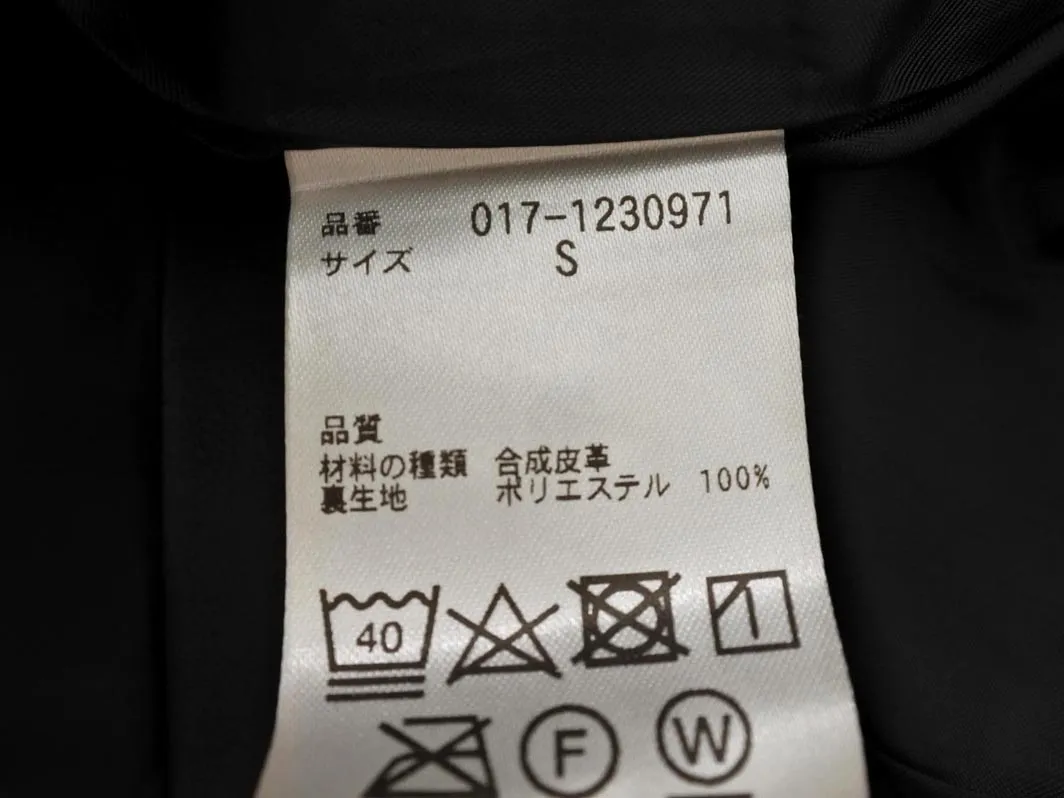 品番 017-1230971
サイズ S
品質
材料の種類 合成皮革
裏生地 ポリエステル 100%
40
F W